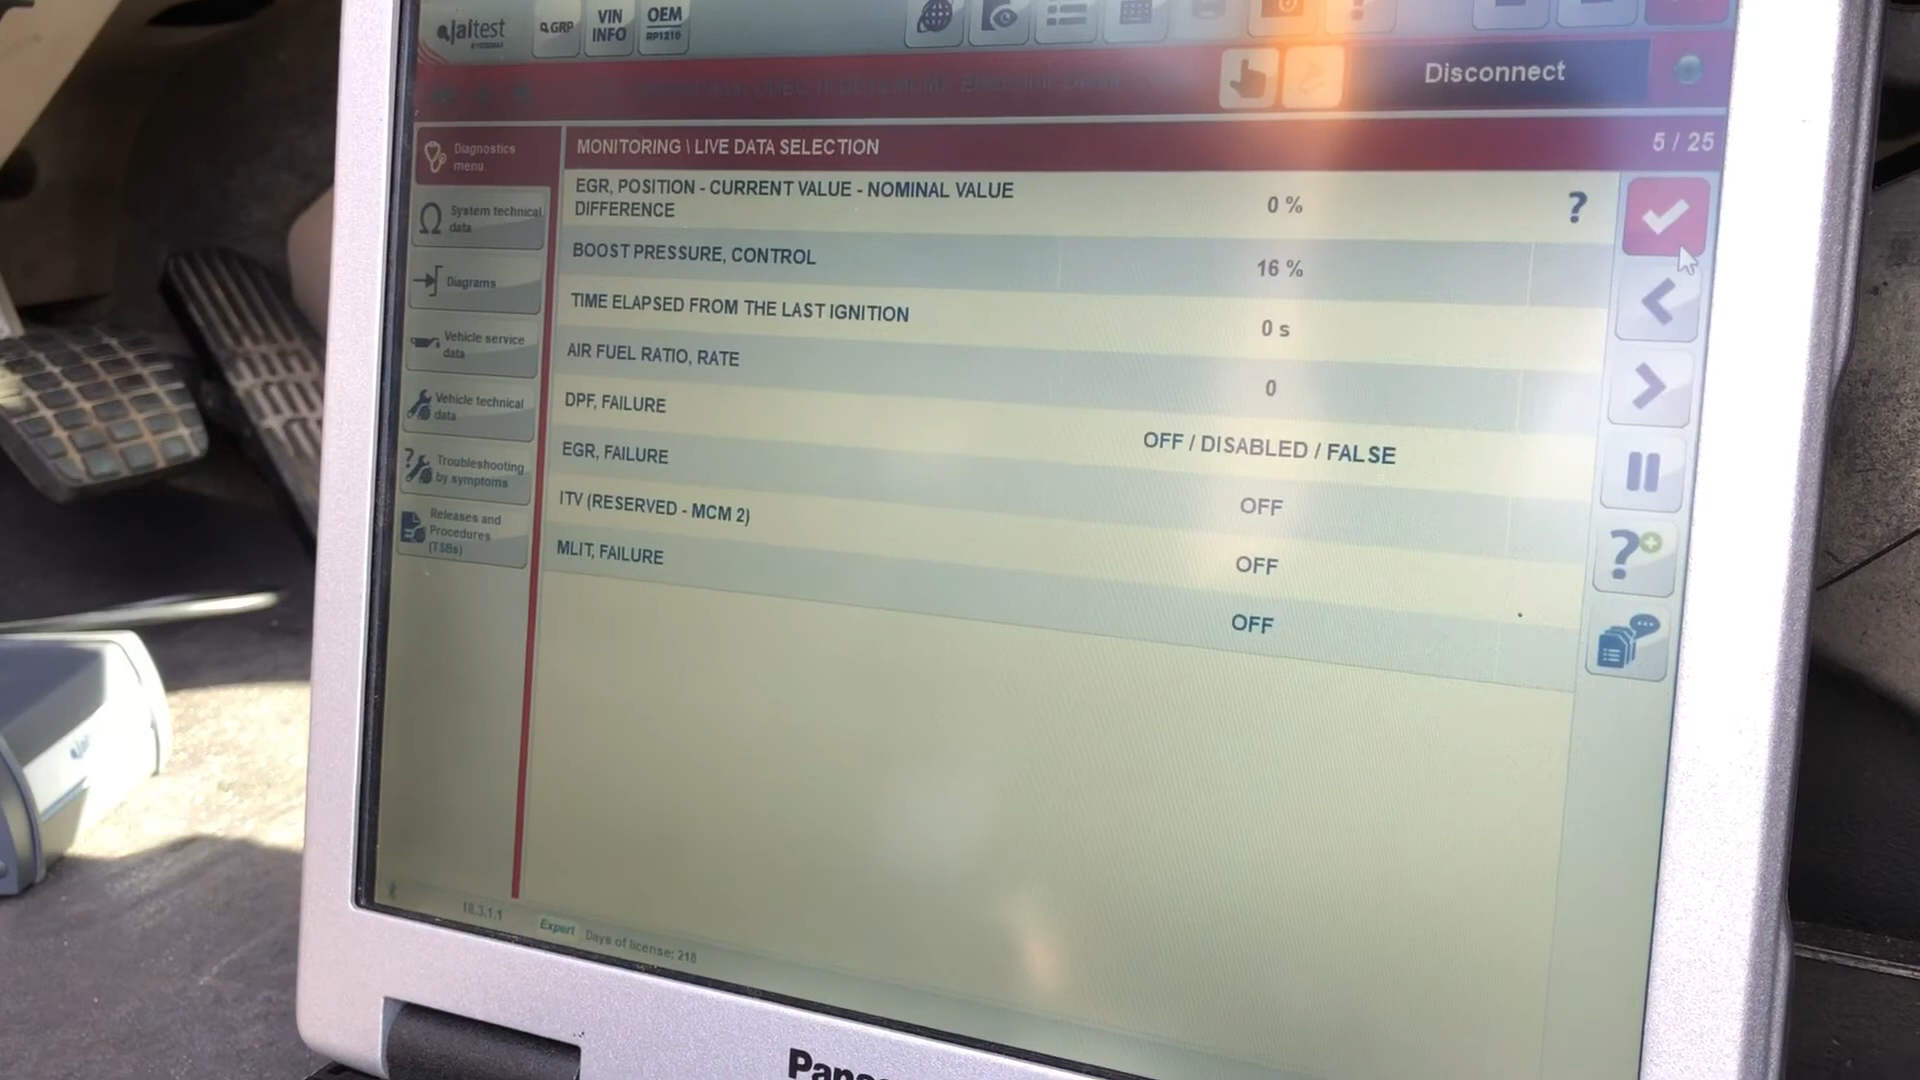 jaltest
GRP
VIN
INFO
OEM
RP1210
Disconnect
Diagnostics
menu
MONITORING \ LIVE DATA SELECTION
5 / 25
System technical
data
Diagrams
Vehicle service
data
Vehicle technical
data
Troubleshooting
by symptoms
Releases and
Procedures
(TSBs)
EGR, POSITION - CURRENT VALUE - NOMINAL VALUE
DIFFERENCE
0 %
?
BOOST PRESSURE, CONTROL
16 %
TIME ELAPSED FROM THE LAST IGNITION
0 s
AIR FUEL RATIO, RATE
0
DPF, FAILURE
OFF / DISABLED / FALSE
EGR, FAILURE
OFF
ITV (RESERVED - MCM 2)
OFF
MLIT, FAILURE
OFF
Expert
Days of license: 218